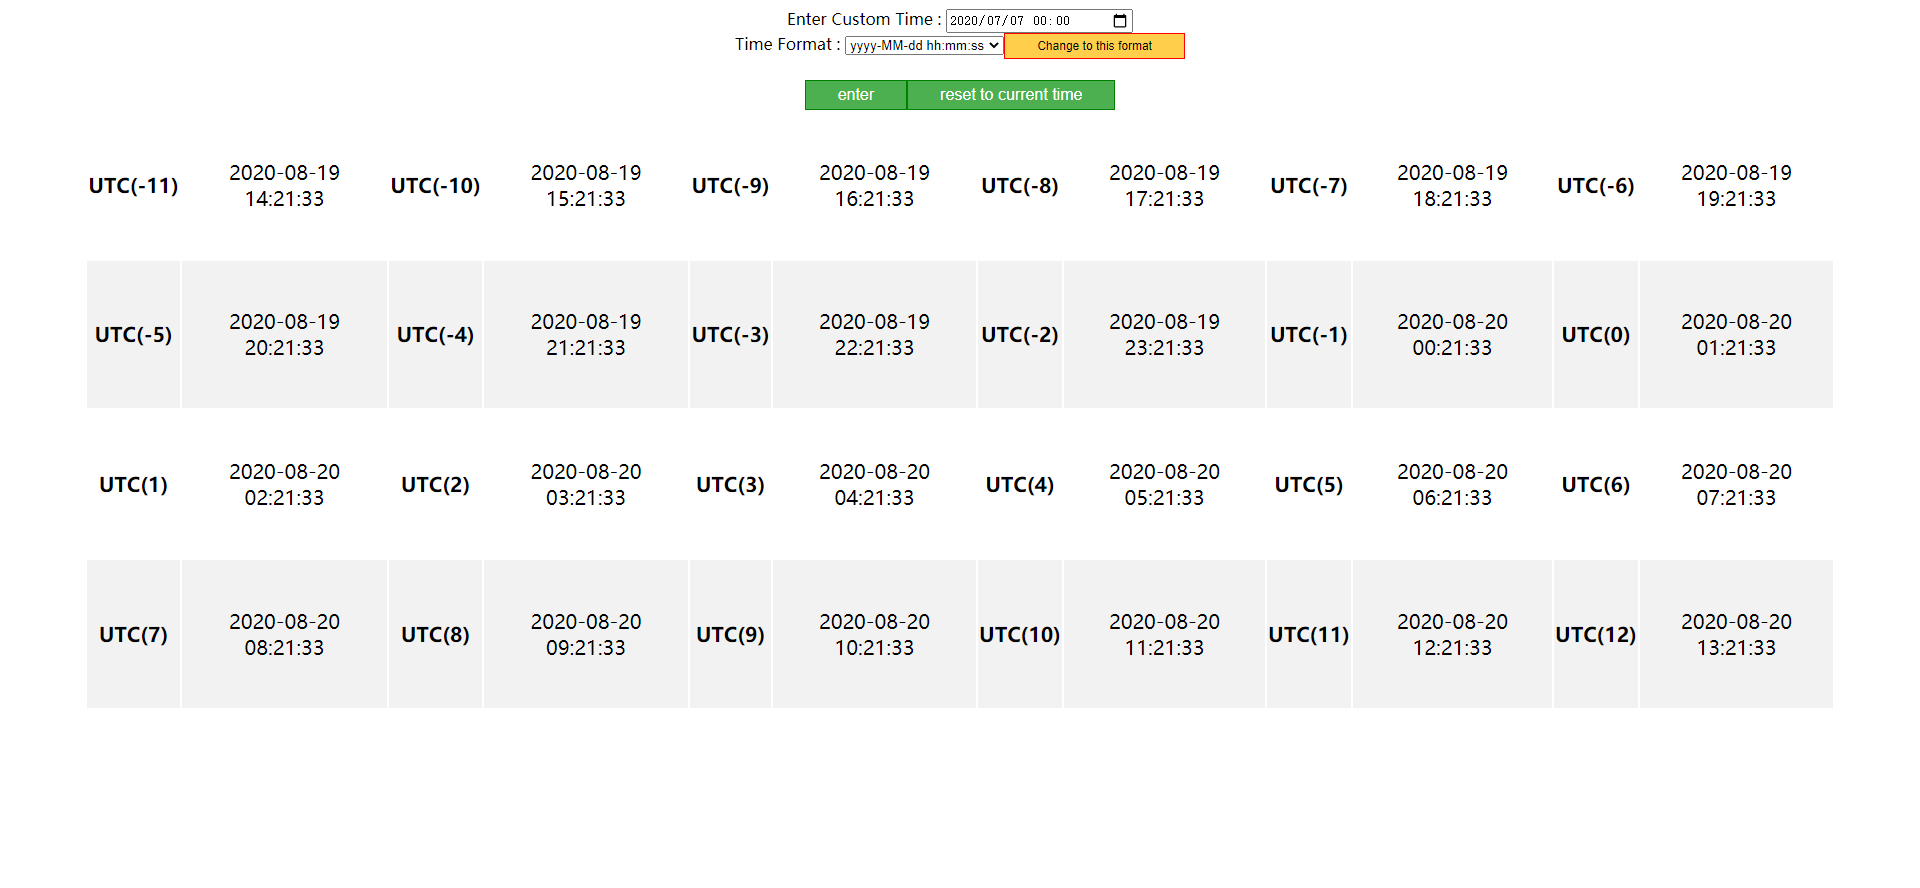 Enter Custom Time : 2020/07/07 00:00
Time Format : yyyy-MM-dd hh:mm:ss Change to this format
enter reset to current time
UTC(-11) 2020-08-19 14:21:33 UTC(-10) 2020-08-19 15:21:33 UTC(-9) 2020-08-19 16:21:33 UTC(-8) 2020-08-19 17:21:33 UTC(-7) 2020-08-19 18:21:33 UTC(-6) 2020-08-19 19:21:33
UTC(-5) 2020-08-19 20:21:33 UTC(-4) 2020-08-19 21:21:33 UTC(-3) 2020-08-19 22:21:33 UTC(-2) 2020-08-19 23:21:33 UTC(-1) 2020-08-20 00:21:33 UTC(0) 2020-08-20 01:21:33
UTC(1) 2020-08-20 02:21:33 UTC(2) 2020-08-20 03:21:33 UTC(3) 2020-08-20 04:21:33 UTC(4) 2020-08-20 05:21:33 UTC(5) 2020-08-20 06:21:33 UTC(6) 2020-08-20 07:21:33
UTC(7) 2020-08-20 08:21:33 UTC(8) 2020-08-20 09:21:33 UTC(9) 2020-08-20 10:21:33 UTC(10) 2020-08-20 11:21:33 UTC(11) 2020-08-20 12:21:33 UTC(12) 2020-08-20 13:21:33